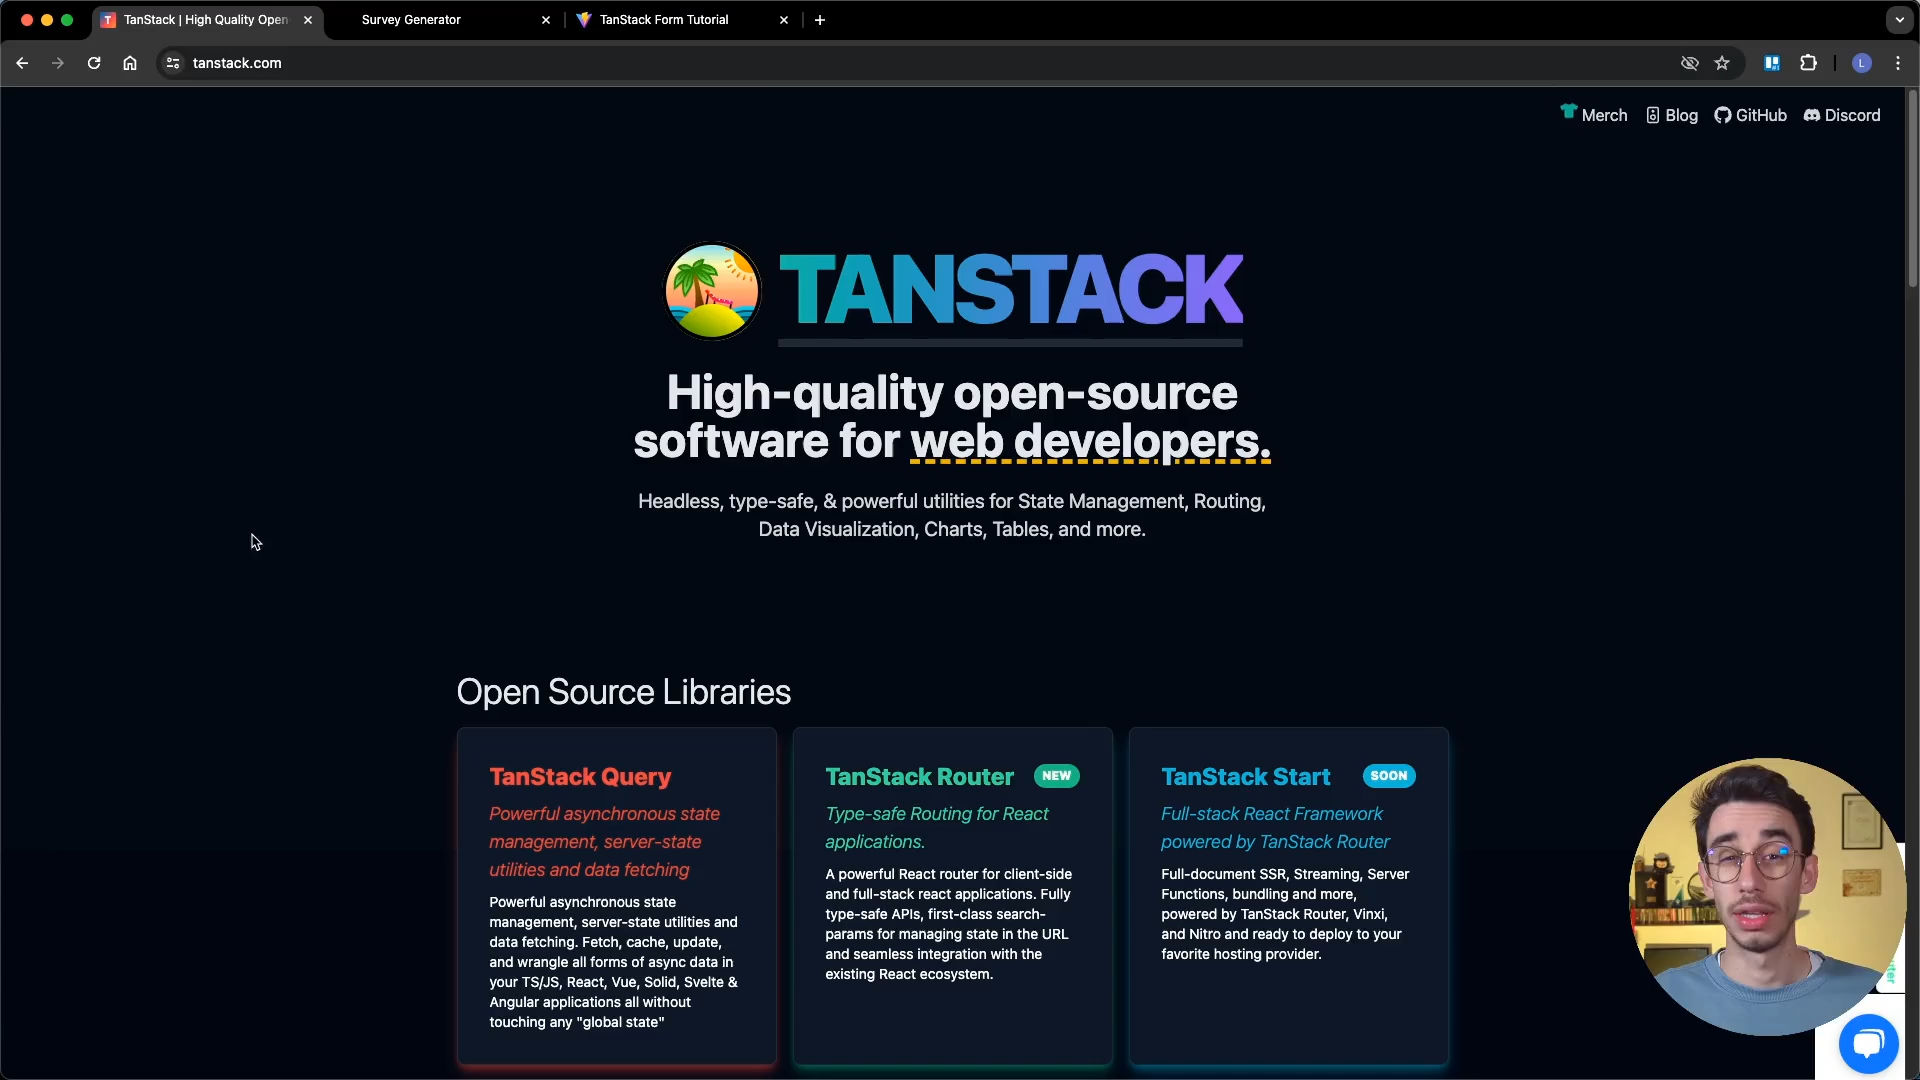 TanStack | High Quality Open-
Survey Generator
TanStack Form Tutorial
tanstack.com
L
Merch
Blog
GitHub
Discord
TANSTACK
High-quality open-source
software for web developers.
Headless, type-safe, & powerful utilities for State Management, Routing,
Data Visualization, Charts, Tables, and more.
Open Source Libraries
TanStack Query
Powerful asynchronous state
management, server-state
utilities and data fetching
Powerful asynchronous state
management, server-state utilities and
data fetching. Fetch, cache, update,
and wrangle all forms of async data in
your TS/JS, React, Vue, Solid, Svelte &
Angular applications all without
touching any "global state"
TanStack Router NEW
Type-safe Routing for React
applications.
A powerful React router for client-side
and full-stack react applications. Fully
type-safe APIs, first-class search-
params for managing state in the URL
and seamless integration with the
existing React ecosystem.
TanStack Start SOON
Full-stack React Framework
powered by TanStack Router
Full-document SSR, Streaming, Server
Functions, bundling and more,
powered by TanStack Router, Vinxi,
and Nitro and ready to deploy to your
favorite hosting provider.